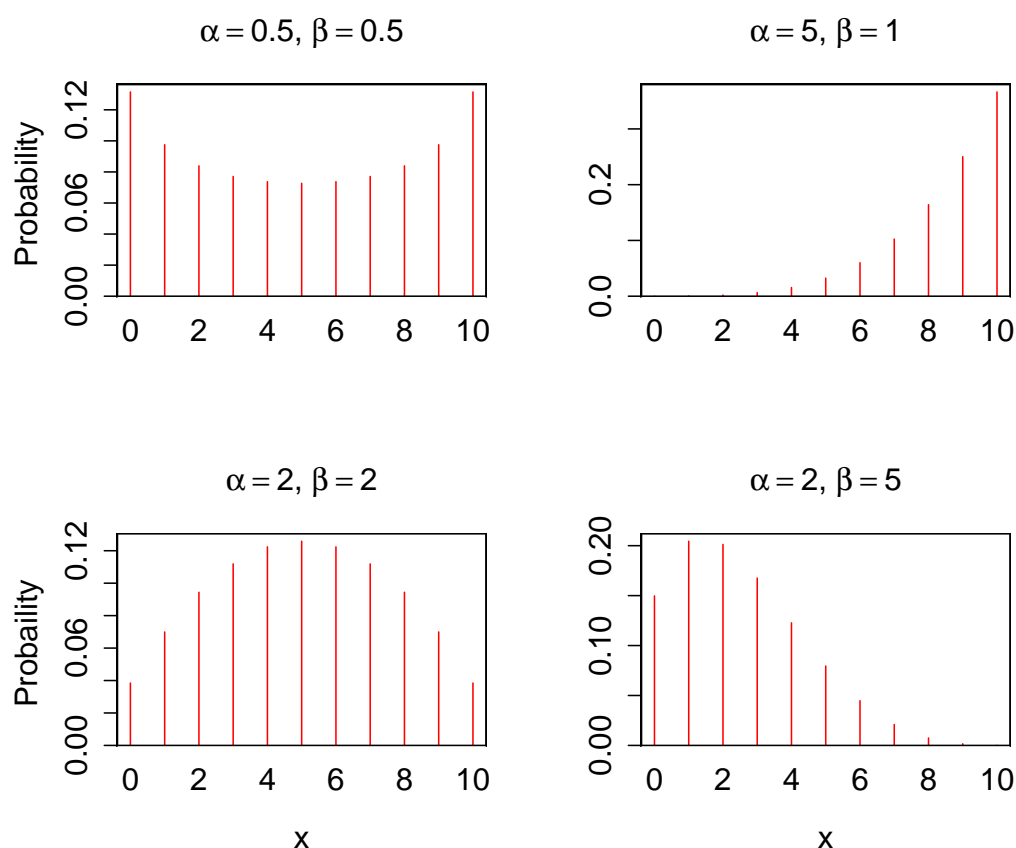 α = 0.5, β = 0.5
Probability
0.00 0.06 0.12
0 2 4 6 8 10
α = 5, β = 1
0.0 0.2
0 2 4 6 8 10
α = 2, β = 2
Probaility
0.00 0.06 0.12
0 2 4 6 8 10
x
α = 2, β = 5
0.00 0.10 0.20
0 2 4 6 8 10
x